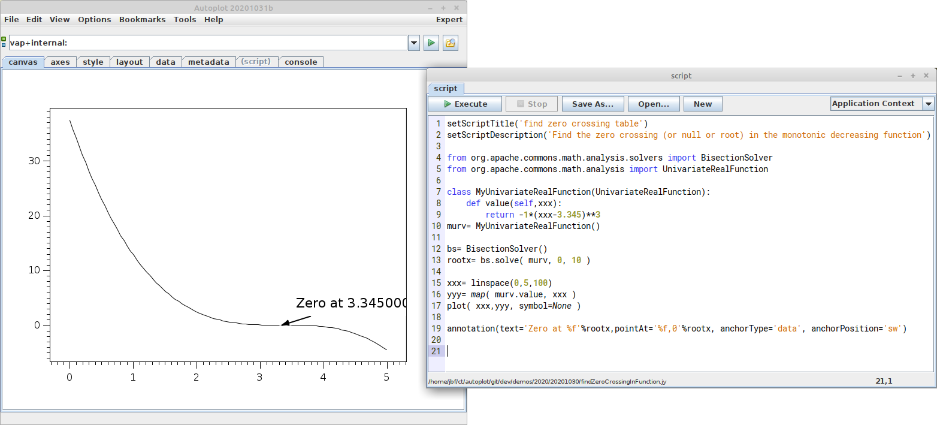 Autoplot 20201031b
File Edit View Options Bookmarks Tools Help Expert
vap+internal:
canvas axes style layout data metadata (script) console
30
20
10
0
0 1 2 3 4 5
Zero at 3.345000
script
script
Execute Stop Save As... Open... New Application Context
1 setScriptTitle('find zero crossing table')
2 setScriptDescription('Find the zero crossing (or null or root) in the monotonic decreasing function')
3
4 from org.apache.commons.math.analysis.solvers import BisectionSolver
5 from org.apache.commons.math.analysis import UnivariateRealFunction
6
7 class MyUnivariateRealFunction(UnivariateRealFunction):
8 def value(self,xxx):
9 return -1*(xxx-3.345)**3
10 murv= MyUnivariateRealFunction()
11
12 bs= BisectionSolver()
13 rootx= bs.solve( murv, 0, 10 )
14
15 xxx= linspace(0,5,100)
16 yyy= map( murv.value, xxx )
17 plot( xxx,yyy, symbol=None )
18
19 annotation(text='Zero at %f'%rootx,pointAt='%f,0'%rootx, anchorType='data', anchorPosition='sw')
20
21
/home/jbf/ct/autoplot/git/dev/demos/2020/20201030/findZeroCrossingInFunction.jy
21,1